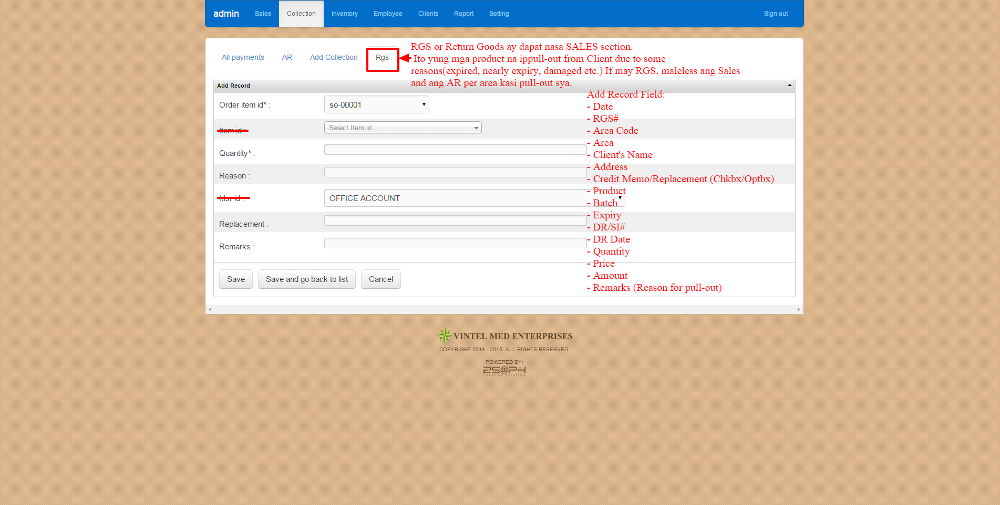 admin Sales Collection Inventory Employee Clients Report Setting Sign out
All payments AR Add Collection Rgs
RGS or Return Goods ay dapat nasa SALES section.
Ito yung mga product na ippull-out from Client due to some
reasons(expired, nearly expiry, damaged etc.) If may RGS, maleless ang Sales
and ang AR per area kasi pull-out sya.
Add Record
Order item id* : so-00001
Item id : Select Item id
Quantity* :
Reason :
Msr id : OFFICE ACCOUNT
Replacement :
Remarks :
Add Record Field:
- Date
- RGS#
- Area Code
- Area
- Client's Name
- Address
- Credit Memo/Replacement (Chkbx/Optbx)
- Product
- Batch
- Expiry
- DR/SI#
- DR Date
- Quantity
- Price
- Amount
- Remarks (Reason for pull-out)
Save Save and go back to list Cancel
VINTEL MED ENTERPRISES
COPYRIGHT 2014 - 2015. ALL RIGHTS RESERVED.
POWERED BY:
CREATIVE SOLUTION